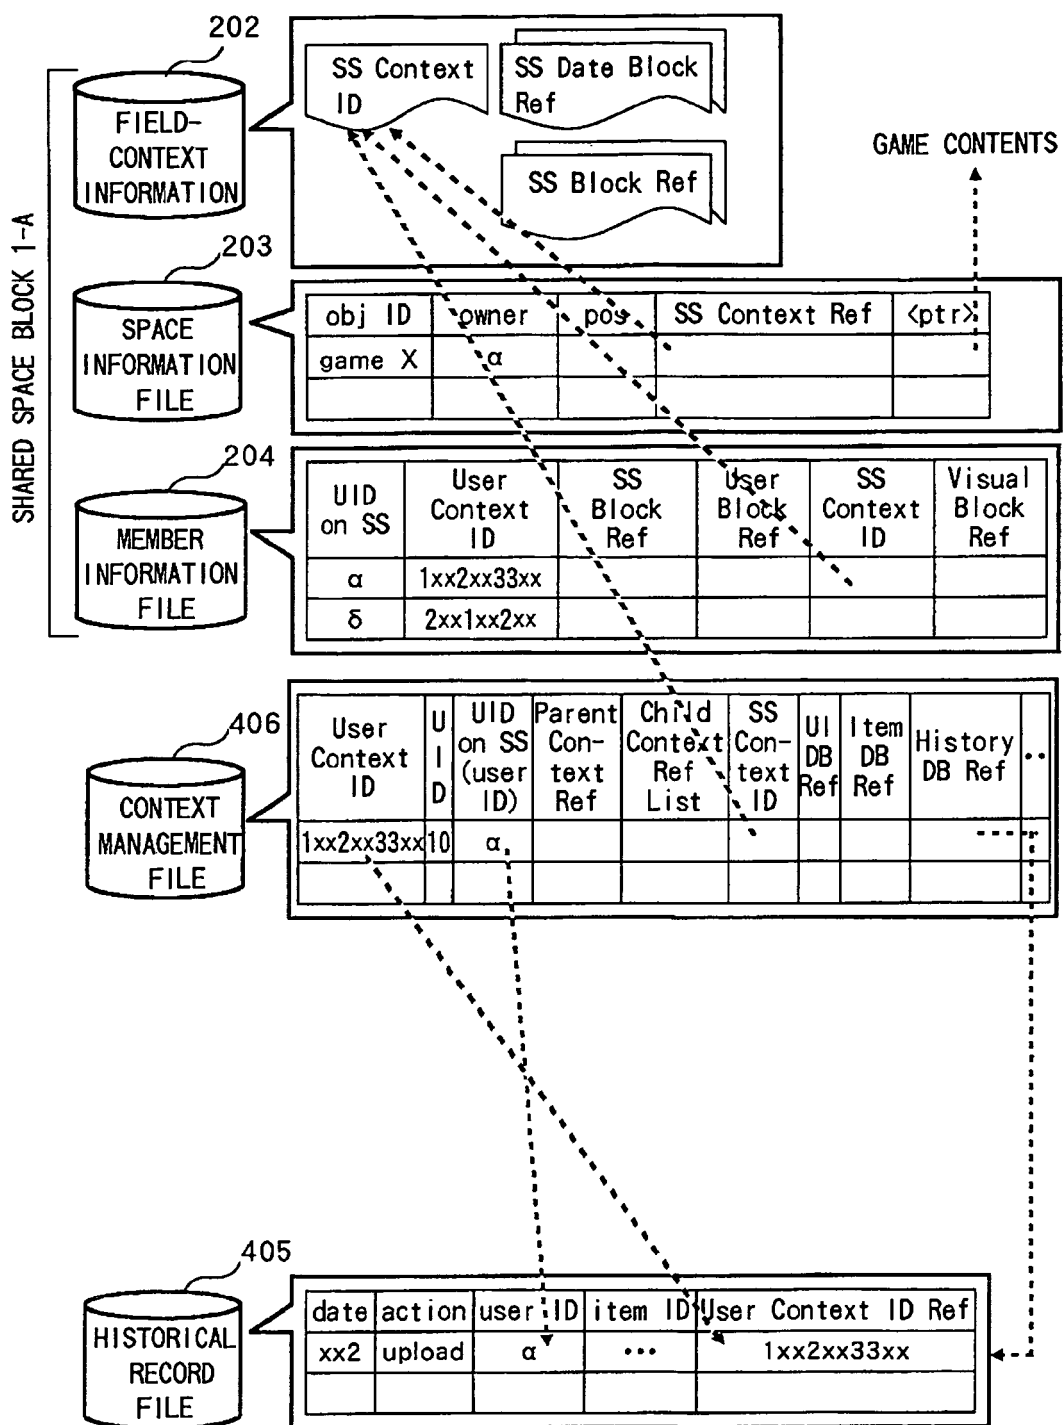 202
SS Context
ID
SS Date Block
Ref
SS Block Ref
FIELD-
CONTEXT
INFORMATION
GAME CONTENTS
SHARED SPACE BLOCK 1-A
203
SPACE
INFORMATION
FILE
obj ID owner pos SS Context Ref <ptr>
game X α
204
MEMBER
INFORMATION
FILE
UID
on SS
User
Context
ID
SS
Block
Ref
User
Block
Ref
SS
Context
ID
Visual
Block
Ref
α 1xx2xx33xx
δ 2xx1xx2xx
406
CONTEXT
MANAGEMENT
FILE
User
Context
ID
U
I
D
UID
on SS
(user
ID)
Parent
Con-
text
Ref
Child
Context
Ref
List
SS
Con-
text
ID
UI
DB
Ref
Item
DB
Ref
History
DB Ref
··
1xx2xx33xx 10 α
405
HISTORICAL
RECORD
FILE
date action user ID item ID User Context ID Ref
xx2 upload α ··· 1xx2xx33xx